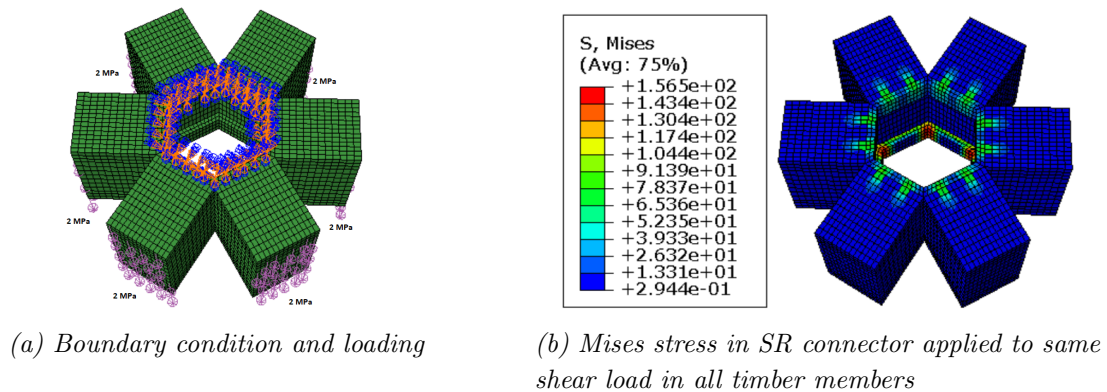 2 MPa
2 MPa
2 MPa
2 MPa
2 MPa
2 MPa
(a) Boundary condition and loading
S, Mises
(Avg: 75%)
+1.565e+02
+1.434e+02
+1.304e+02
+1.174e+02
+1.044e+02
+9.139e+01
+7.837e+01
+6.536e+01
+5.235e+01
+3.933e+01
+2.632e+01
+1.331e+01
+2.944e-01
(b) Mises stress in SR connector applied to same
shear load in all timber members